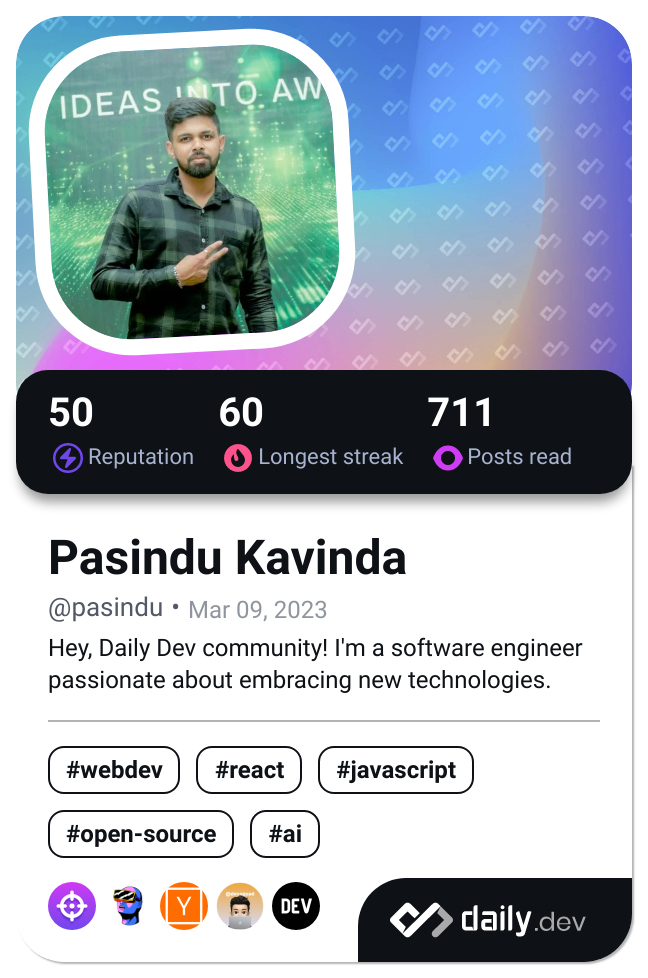 IDEAS INTO AW
50
60
711
Reputation
Longest streak
Posts read
Pasindu Kavinda
@pasindu • Mar 09, 2023
Hey, Daily Dev community! I'm a software engineer
passionate about embracing new technologies.
#webdev
#react
#javascript
#open-source
#ai
Y
DEV
daily.dev